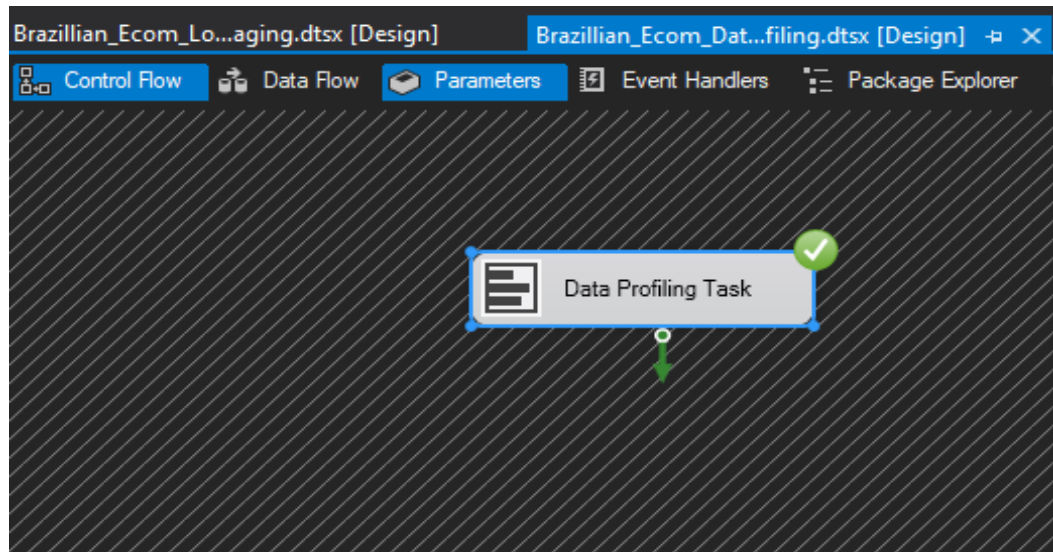 Brazillian_Ecom_Lo...aging.dtsx [Design] Brazillian_Ecom_Dat...filing.dtsx [Design]
Control Flow Data Flow Parameters Event Handlers Package Explorer
Data Profiling Task